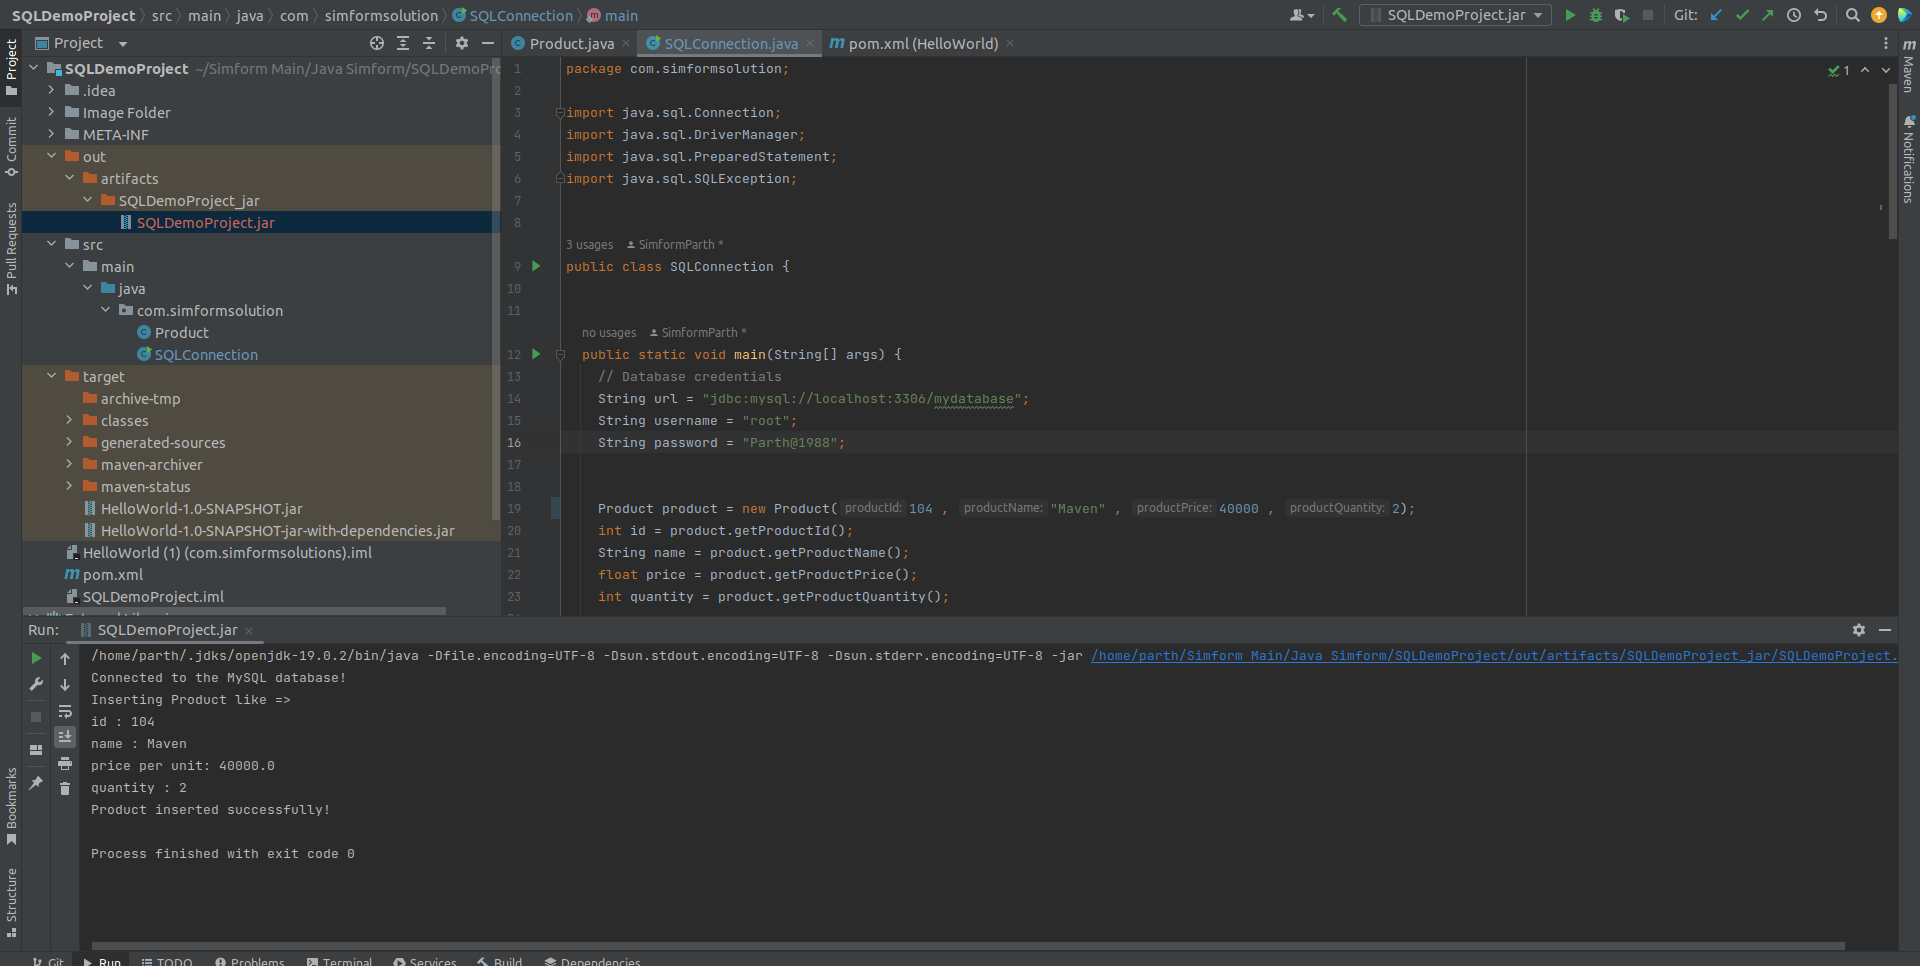 SQLDemoProject src main java com simformsolution SQLConnection main
SQLDemoProject.jar
Git:
Project
Product.java
SQLConnection.java
pom.xml (HelloWorld)
Project
Commit
Pull Requests
Bookmarks
Structure
SQLDemoProject ~/Simform Main/Java Simform/SQLDemoPro
.idea
Image Folder
META-INF
out
artifacts
SQLDemoProject_jar
SQLDemoProject.jar
src
main
java
com.simformsolution
Product
SQLConnection
target
archive-tmp
classes
generated-sources
maven-archiver
maven-status
HelloWorld-1.0-SNAPSHOT.jar
HelloWorld-1.0-SNAPSHOT-jar-with-dependencies.jar
HelloWorld (1) (com.simformsolutions).iml
pom.xml
SQLDemoProject.iml
1 package com.simformsolution;
2
3 import java.sql.Connection;
4 import java.sql.DriverManager;
5 import java.sql.PreparedStatement;
6 import java.sql.SQLException;
7
8
3 usages SimformParth *
9 public class SQLConnection {
10
11
no usages SimformParth *
12 public static void main(String[] args) {
13 // Database credentials
14 String url = "jdbc:mysql://localhost:3306/mydatabase";
15 String username = "root";
16 String password = "Parth@1988";
17
18
19 Product product = new Product( productId: 104 , productName: "Maven" , productPrice: 40000 , productQuantity: 2);
20 int id = product.getProductId();
21 String name = product.getProductName();
22 float price = product.getProductPrice();
23 int quantity = product.getProductQuantity();
1
Maven
Notifications
Run: SQLDemoProject.jar
/home/parth/.jdks/openjdk-19.0.2/bin/java -Dfile.encoding=UTF-8 -Dsun.stdout.encoding=UTF-8 -Dsun.stderr.encoding=UTF-8 -jar /home/parth/Simform Main/Java Simform/SQLDemoProject/out/artifacts/SQLDemoProject_jar/SQLDemoProject.
Connected to the MySQL database!
Inserting Product like =>
id : 104
name : Maven
price per unit: 40000.0
quantity : 2
Product inserted successfully!
Process finished with exit code 0
Git Run TODO Problems Terminal Services Build Dependencies